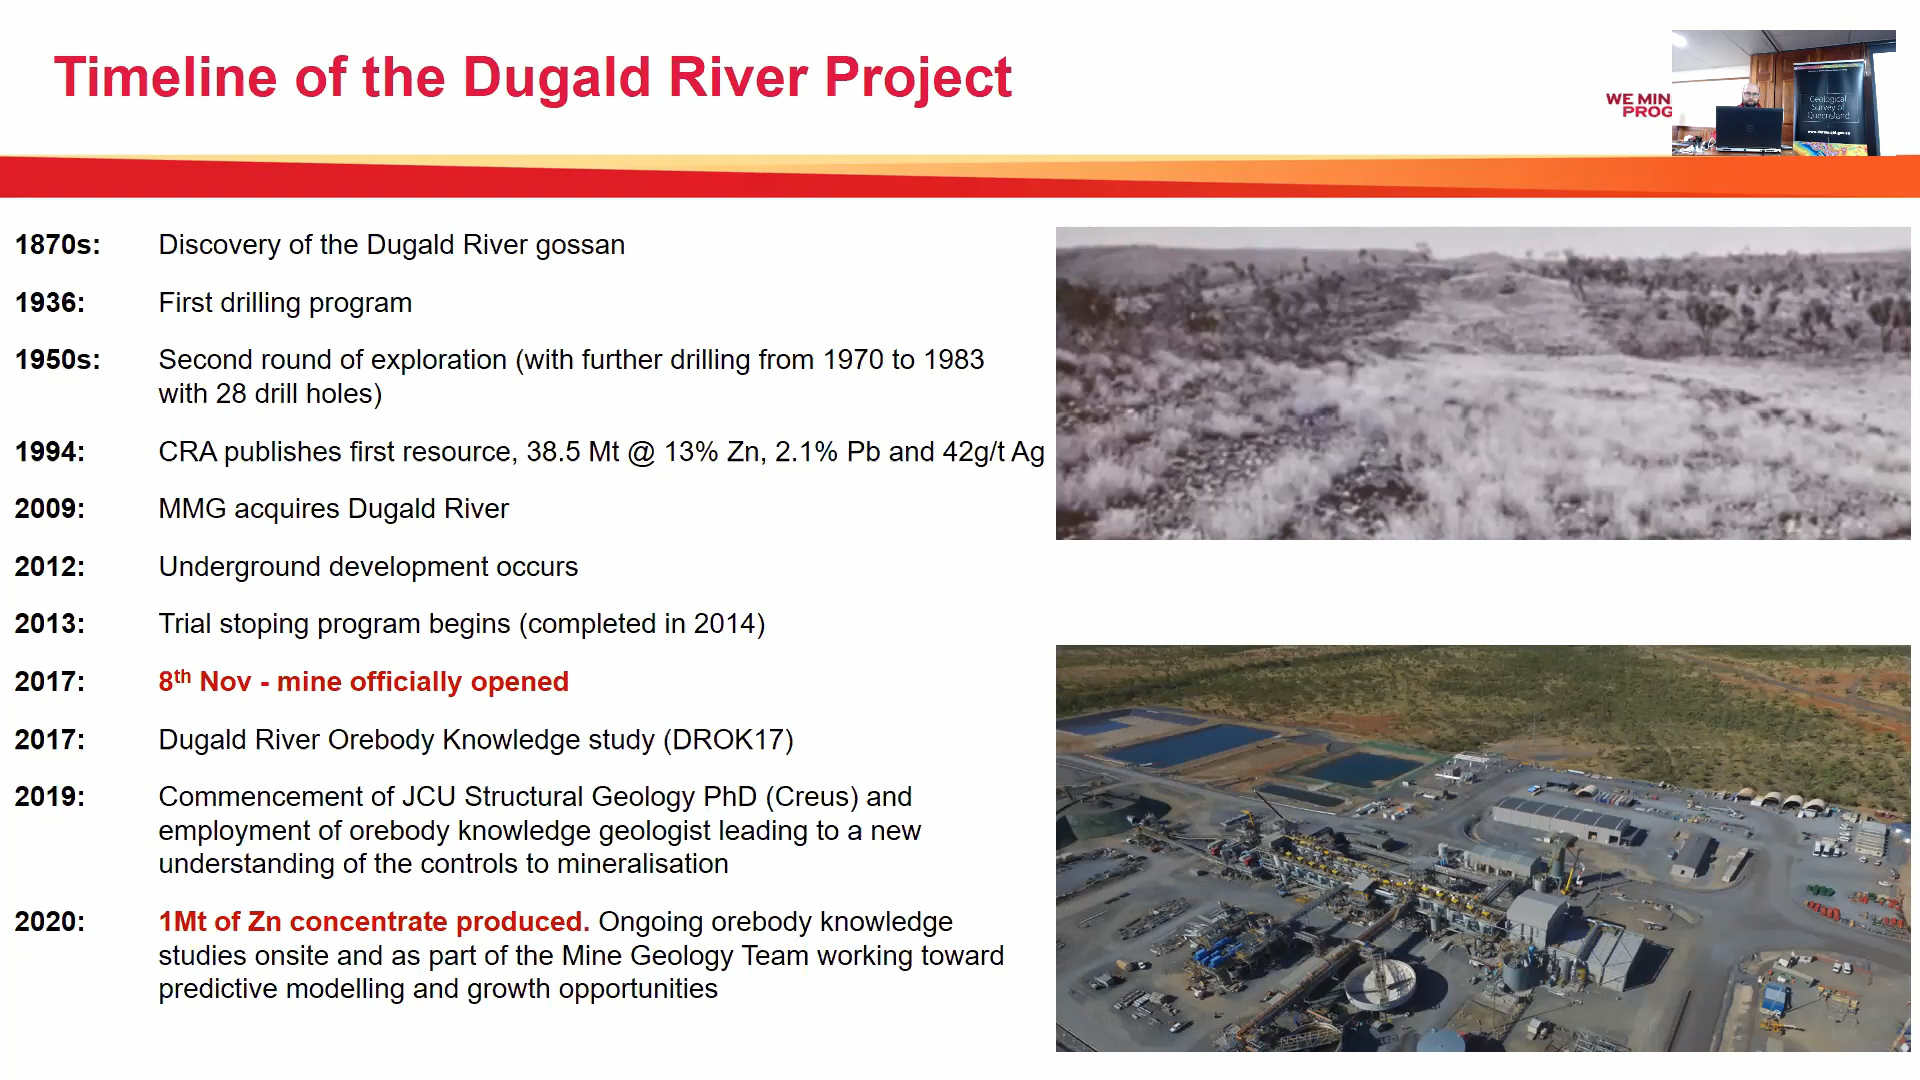 Timeline of the Dugald River Project
WE MIN
PROG
Geological
Survey of
Queensland
1870s: Discovery of the Dugald River gossan
1936: First drilling program
1950s: Second round of exploration (with further drilling from 1970 to 1983
with 28 drill holes)
1994: CRA publishes first resource, 38.5 Mt @ 13% Zn, 2.1% Pb and 42g/t Ag
2009: MMG acquires Dugald River
2012: Underground development occurs
2013: Trial stoping program begins (completed in 2014)
2017: 8th Nov - mine officially opened
2017: Dugald River Orebody Knowledge study (DROK17)
2019: Commencement of JCU Structural Geology PhD (Creus) and
employment of orebody knowledge geologist leading to a new
understanding of the controls to mineralisation
2020: 1Mt of Zn concentrate produced. Ongoing orebody knowledge
studies onsite and as part of the Mine Geology Team working toward
predictive modelling and growth opportunities